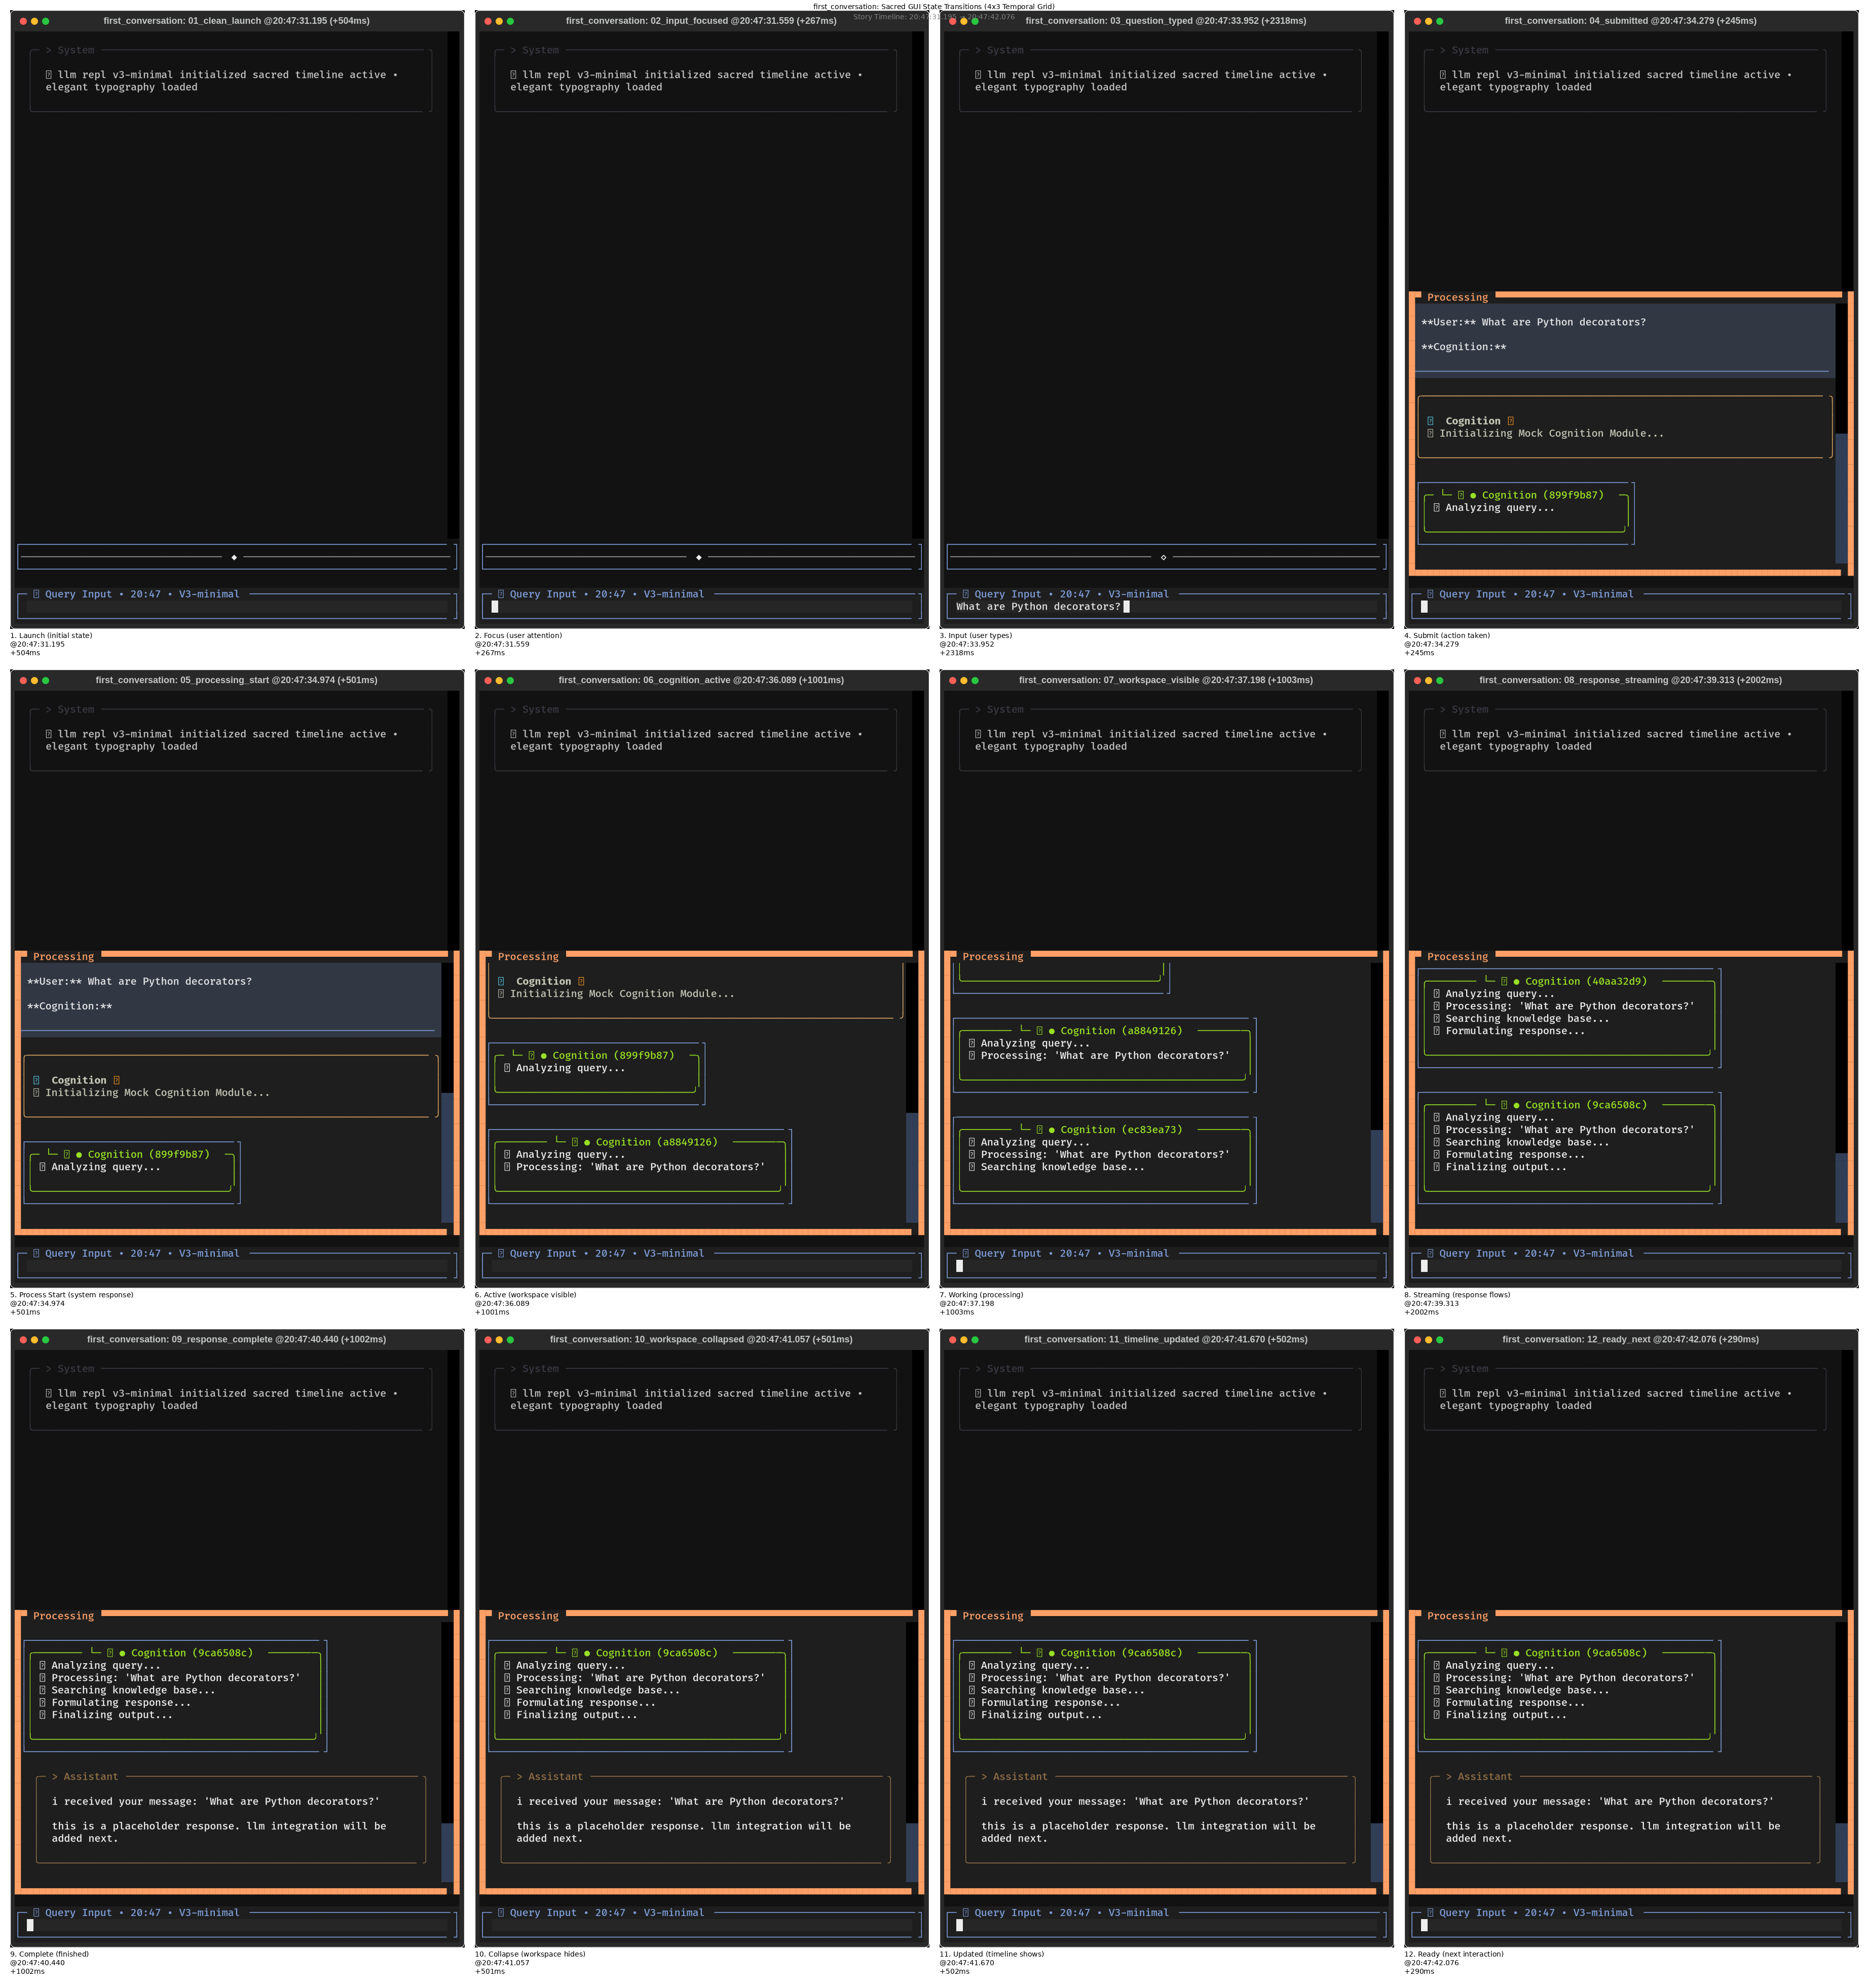 first_conversation: Sacred GUI State Transitions (4x3 Temporal Grid)
first_conversation: 01_clean_launch @20:47:31.195 (+504ms)
> System
llm repl v3-minimal initialized sacred timeline active •
elegant typography loaded
◆
Query Input • 20:47 • V3-minimal
1. Launch (initial state)
@20:47:31.195
+504ms
first_conversation: 02_input_focused @20:47:31.559 (+267ms)
> System
llm repl v3-minimal initialized sacred timeline active •
elegant typography loaded
◆
Query Input • 20:47 • V3-minimal
2. Focus (user attention)
@20:47:31.559
+267ms
first_conversation: 03_question_typed @20:47:33.952 (+2318ms)
> System
llm repl v3-minimal initialized sacred timeline active •
elegant typography loaded
◇
Query Input • 20:47 • V3-minimal
What are Python decorators?
3. Input (user types)
@20:47:33.952
+2318ms
first_conversation: 04_submitted @20:47:34.279 (+245ms)
> System
llm repl v3-minimal initialized sacred timeline active •
elegant typography loaded
Processing
**User:** What are Python decorators?
**Cognition:**
Cognition
Initializing Mock Cognition Module...
● Cognition (899f9b87)
Analyzing query...
Query Input • 20:47 • V3-minimal
4. Submit (action taken)
@20:47:34.279
+245ms
first_conversation: 05_processing_start @20:47:34.974 (+501ms)
> System
llm repl v3-minimal initialized sacred timeline active •
elegant typography loaded
Processing
**User:** What are Python decorators?
**Cognition:**
Cognition
Initializing Mock Cognition Module...
● Cognition (899f9b87)
Analyzing query...
Query Input • 20:47 • V3-minimal
5. Process Start (system response)
@20:47:34.974
+501ms
first_conversation: 06_cognition_active @20:47:36.089 (+1001ms)
> System
llm repl v3-minimal initialized sacred timeline active •
elegant typography loaded
Processing
Cognition
Initializing Mock Cognition Module...
● Cognition (899f9b87)
Analyzing query...
● Cognition (a8849126)
Analyzing query...
Processing: 'What are Python decorators?'
Query Input • 20:47 • V3-minimal
6. Active (workspace visible)
@20:47:36.089
+1001ms
first_conversation: 07_workspace_visible @20:47:37.198 (+1003ms)
> System
llm repl v3-minimal initialized sacred timeline active •
elegant typography loaded
Processing
● Cognition (a8849126)
Analyzing query...
Processing: 'What are Python decorators?'
● Cognition (ec83ea73)
Analyzing query...
Processing: 'What are Python decorators?'
Searching knowledge base...
Query Input • 20:47 • V3-minimal
7. Working (processing)
@20:47:37.198
+1003ms
first_conversation: 08_response_streaming @20:47:39.313 (+2002ms)
> System
llm repl v3-minimal initialized sacred timeline active •
elegant typography loaded
Processing
● Cognition (40aa32d9)
Analyzing query...
Processing: 'What are Python decorators?'
Searching knowledge base...
Formulating response...
● Cognition (9ca6508c)
Analyzing query...
Processing: 'What are Python decorators?'
Searching knowledge base...
Formulating response...
Finalizing output...
Query Input • 20:47 • V3-minimal
8. Streaming (response flows)
@20:47:39.313
+2002ms
first_conversation: 09_response_complete @20:47:40.440 (+1002ms)
> System
llm repl v3-minimal initialized sacred timeline active •
elegant typography loaded
Processing
● Cognition (9ca6508c)
Analyzing query...
Processing: 'What are Python decorators?'
Searching knowledge base...
Formulating response...
Finalizing output...
> Assistant
i received your message: 'What are Python decorators?'
this is a placeholder response. llm integration will be
added next.
Query Input • 20:47 • V3-minimal
9. Complete (finished)
@20:47:40.440
+1002ms
first_conversation: 10_workspace_collapsed @20:47:41.057 (+501ms)
> System
llm repl v3-minimal initialized sacred timeline active •
elegant typography loaded
Processing
● Cognition (9ca6508c)
Analyzing query...
Processing: 'What are Python decorators?'
Searching knowledge base...
Formulating response...
Finalizing output...
> Assistant
i received your message: 'What are Python decorators?'
this is a placeholder response. llm integration will be
added next.
Query Input • 20:47 • V3-minimal
10. Collapse (workspace hides)
@20:47:41.057
+501ms
first_conversation: 11_timeline_updated @20:47:41.670 (+502ms)
> System
llm repl v3-minimal initialized sacred timeline active •
elegant typography loaded
Processing
● Cognition (9ca6508c)
Analyzing query...
Processing: 'What are Python decorators?'
Searching knowledge base...
Formulating response...
Finalizing output...
> Assistant
i received your message: 'What are Python decorators?'
this is a placeholder response. llm integration will be
added next.
Query Input • 20:47 • V3-minimal
11. Updated (timeline shows)
@20:47:41.670
+502ms
first_conversation: 12_ready_next @20:47:42.076 (+290ms)
> System
llm repl v3-minimal initialized sacred timeline active •
elegant typography loaded
Processing
● Cognition (9ca6508c)
Analyzing query...
Processing: 'What are Python decorators?'
Searching knowledge base...
Formulating response...
Finalizing output...
> Assistant
i received your message: 'What are Python decorators?'
this is a placeholder response. llm integration will be
added next.
Query Input • 20:47 • V3-minimal
12. Ready (next interaction)
@20:47:42.076
+290ms